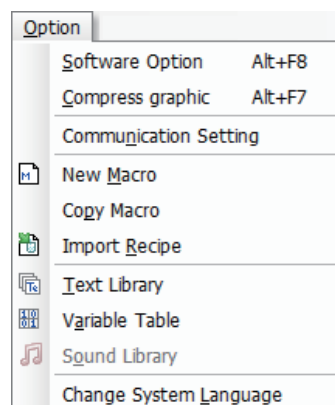 Option
Software Option Alt+F8
Compress graphic Alt+F7
Communication Setting
New Macro
Copy Macro
Import Recipe
Text Library
Variable Table
Sound Library
Change System Language